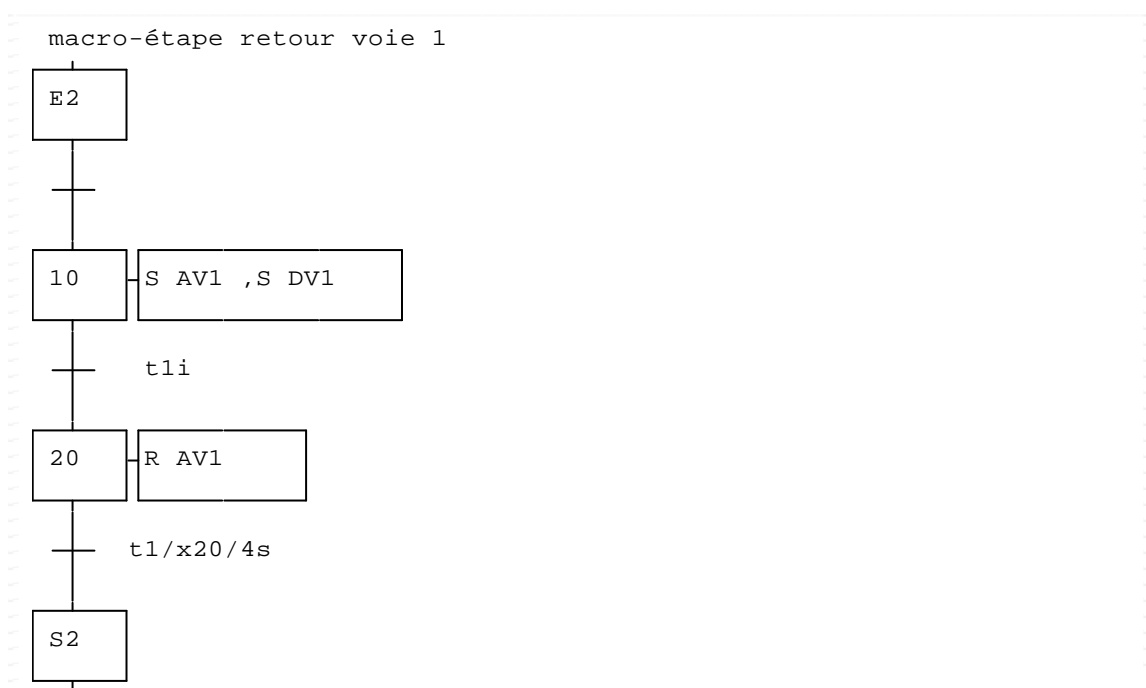 macro-étape retour voie 1
E2
10 S AV1 ,S DV1
t1i
20 R AV1
t1/x20/4s
S2